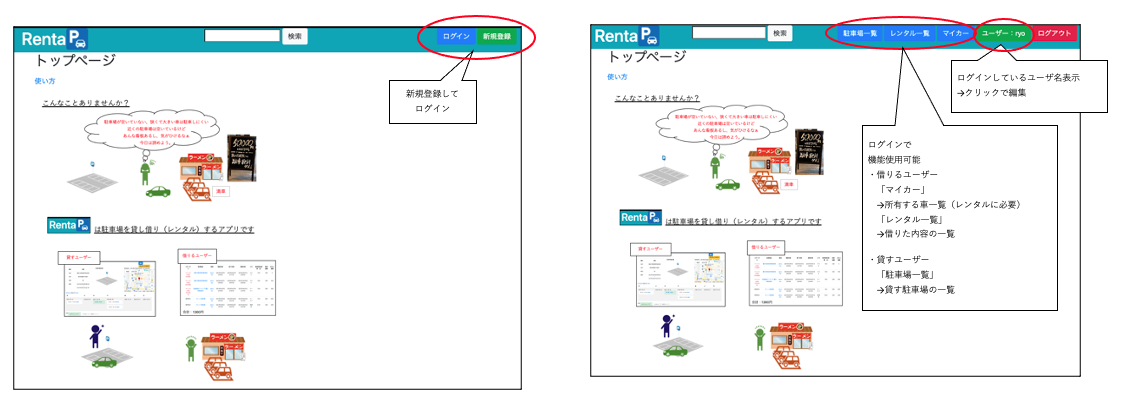 RentaP
検索
ログイン
新規登録
トップページ
使い方
新規登録して
ログイン
こんなことありませんか？
駐車場が空いていない、狭くて大きい車は駐車しにくい
近くの駐車場は空いているけど
あんな看板あるし、気がひけるなぁ
今日は諦めよう。
5000
ラーメン
満車
RentaP
は駐車場を貸し借り（レンタル）するアプリです
貸すユーザー
借りるユーザー
ラーメン
RentaP
検索
駐車場一覧
レンタル一覧
マイカー
ユーザー：ryo
ログアウト
トップページ
使い方
ログインしているユーザ名表示
→クリックで編集
こんなことありませんか？
駐車場が空いていない、狭くて大きい車は駐車しにくい
近くの駐車場は空いているけど
あんな看板あるし、気がひけるなぁ
今日は諦めよう。
5000
ラーメン
満車
ログインで
機能使用可能
・借りるユーザー
「マイカー」
→所有する車一覧（レンタルに必要）
「レンタル一覧」
→借りた内容の一覧
・貸すユーザー
「駐車場一覧」
→貸す駐車場の一覧
RentaP
は駐車場を貸し借り（レンタル）するアプリです
貸すユーザー
借りるユーザー
ラーメン